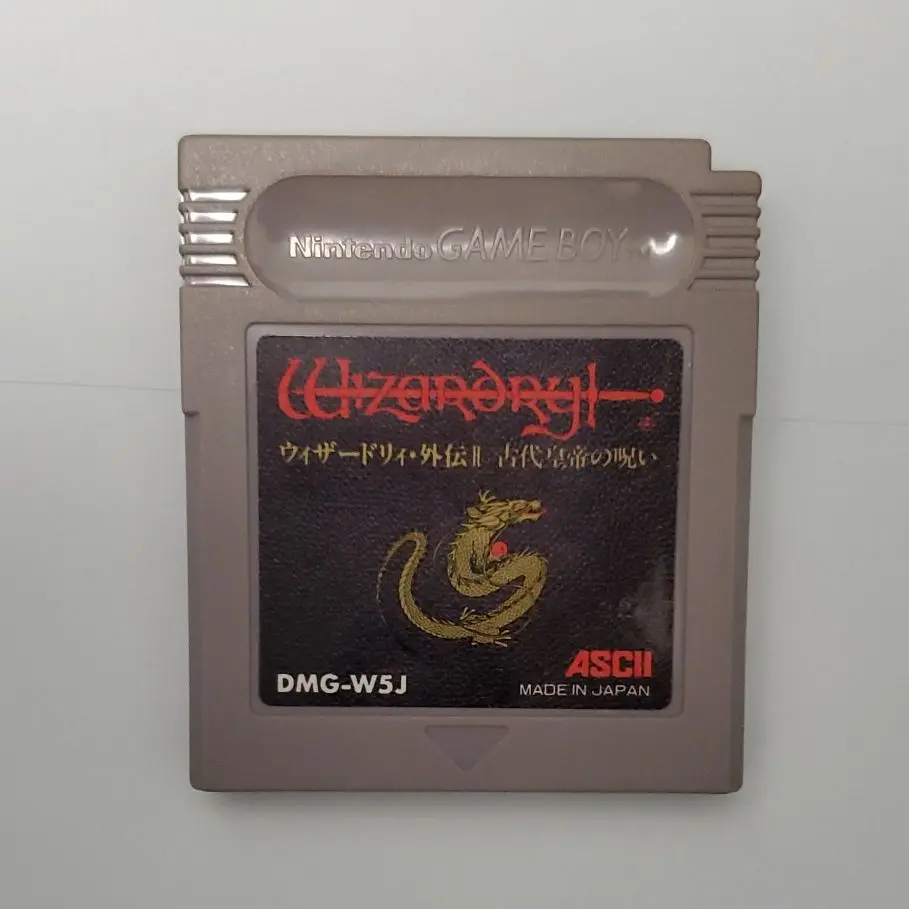 Nintendo GAME BOY
Wizardry
ウィザードリィ・外伝II 古代皇帝の呪い
ASCII
DMG-W5J
MADE IN JAPAN